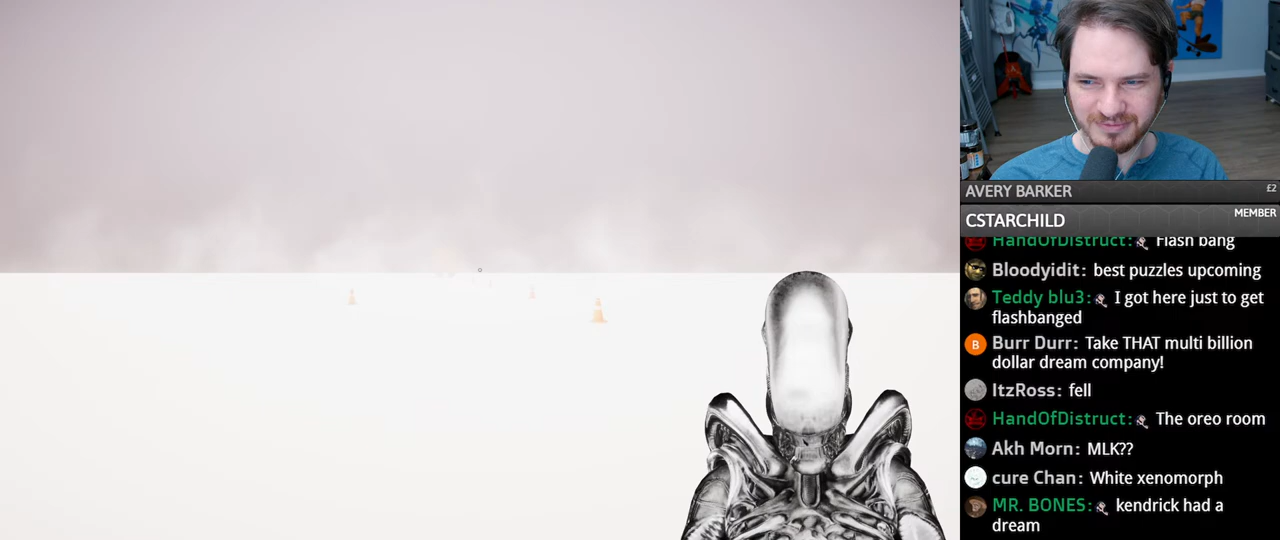 AVERY BARKER £2
CSTARCHILD MEMBER
HandOfDistruct: Flash bang
Bloodyidit: best puzzles upcoming
Teddy blu3: I got here just to get
flashbanged
B Burr Durr: Take THAT multi billion
dollar dream company!
ItzRoss: fell
HandOfDistruct: The oreo room
Akh Morn: MLK??
cure Chan: White xenomorph
MR. BONES: kendrick had a
dream